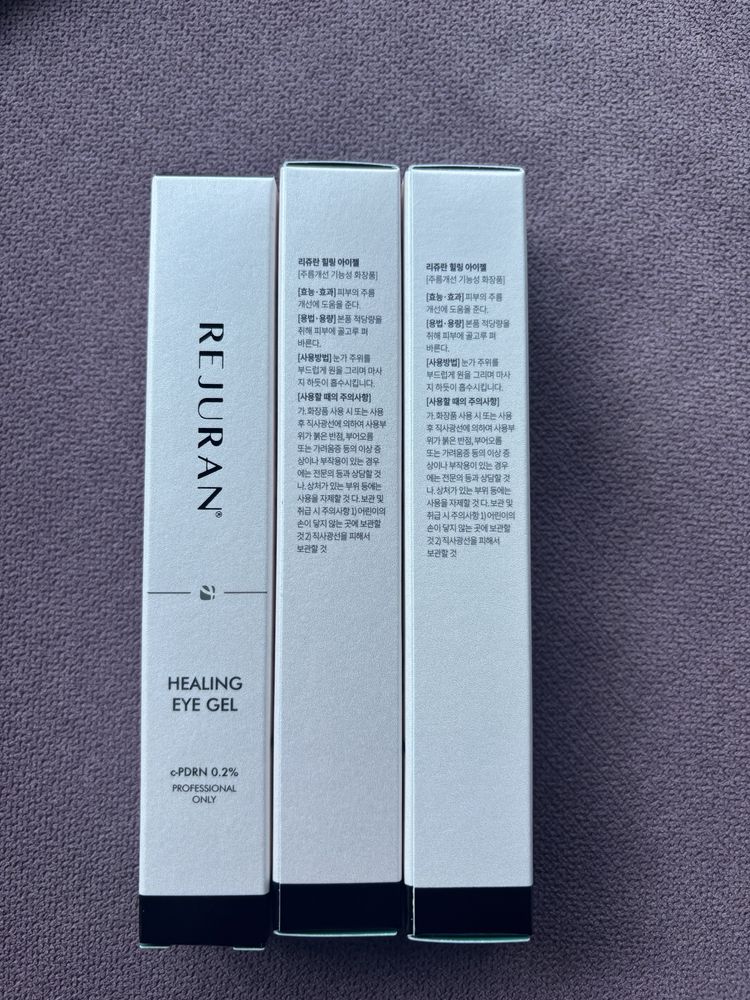 REJURAN®
HEALING
EYE GEL
c-PDRN 0.2%
PROFESSIONAL
ONLY
리쥬란 힐링 아이젤
[주름개선 기능성 화장품]
[효능·효과] 피부의 주름
개선에 도움을 준다.
[용법·용량] 본품 적당량을
취해 피부에 골고루 펴
바른다.
[사용방법] 눈가 주위를
부드럽게 원을 그리며 마사
지 하듯이 흡수시킵니다.
[사용할 때의 주의사항]
가. 화장품 사용 시 또는 사용
후 직사광선에 의하여 사용부
위가 붉은 반점, 부어오름
또는 가려움증 등의 이상 증
상이나 부작용이 있는 경우
에는 전문의 등과 상담할 것
나. 상처가 있는 부위 등에는
사용을 자제할 것 다. 보관 및
취급 시 주의사항 1) 어린이의
손이 닿지 않는 곳에 보관할
것 2) 직사광선을 피해서
보관할 것
리쥬란 힐링 아이젤
[주름개선 기능성 화장품]
[효능·효과] 피부의 주름
개선에 도움을 준다.
[용법·용량] 본품 적당량을
취해 피부에 골고루 펴
바른다.
[사용방법] 눈가 주위를
부드럽게 원을 그리며 마사
지 하듯이 흡수시킵니다.
[사용할 때의 주의사항]
가. 화장품 사용 시 또는 사용
후 직사광선에 의하여 사용부
위가 붉은 반점, 부어오름
또는 가려움증 등의 이상 증
상이나 부작용이 있는 경우
에는 전문의 등과 상담할 것
나. 상처가 있는 부위 등에는
사용을 자제할 것 다. 보관 및
취급 시 주의사항 1) 어린이의
손이 닿지 않는 곳에 보관할
것 2) 직사광선을 피해서
보관할 것